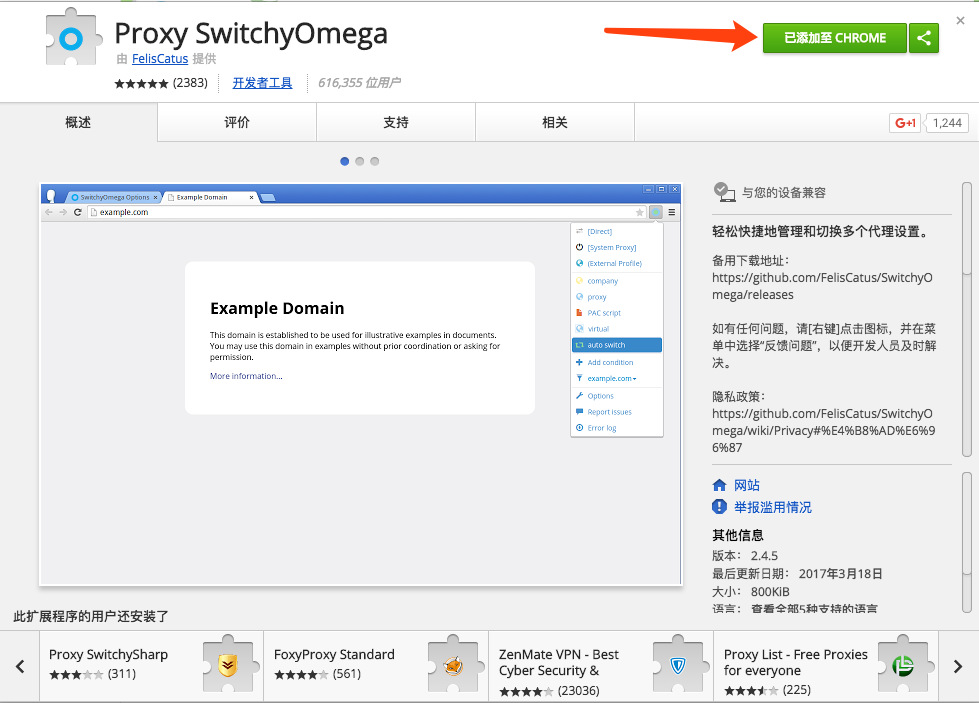 Proxy SwitchyOmega
由 FelisCatus 提供
★★★★★ (2383)
开发者工具
616,355 位用户
已添加至 CHROME
概述
评价
支持
相关
G+1
1,244
SwitchyOmega Options
Example Domain
example.com
Example Domain
This domain is established to be used for illustrative examples in documents.
You may use this domain in examples without prior coordination or asking for
permission.
More information...
[Direct]
[System Proxy]
(External Profile)
company
proxy
PAC script
virtual
auto switch
Add condition
example.com
Options
Report issues
Error log
与您的设备兼容
轻松快捷地管理和切换多个代理设置。
备用下载地址:
https://github.com/FelisCatus/SwitchyO
mega/releases
如有任何问题，请[右键]点击图标，并在菜
单中选择“反馈问题”，以便开发人员及时解
决。
隐私政策:
https://github.com/FelisCatus/SwitchyO
mega/wiki/Privacy#%E4%B8%AD%E6%9
6%87
网站
举报滥用情况
其他信息
版本: 2.4.5
最后更新日期: 2017年3月18日
大小: 800KiB
语言: 查看全部5种支持的语言
此扩展程序的用户还安装了
Proxy SwitchySharp
★★★☆☆ (311)
FoxyProxy Standard
★★★★☆ (561)
ZenMate VPN - Best
Cyber Security &
★★★★☆ (23036)
Proxy List - Free Proxies
for everyone
(225)